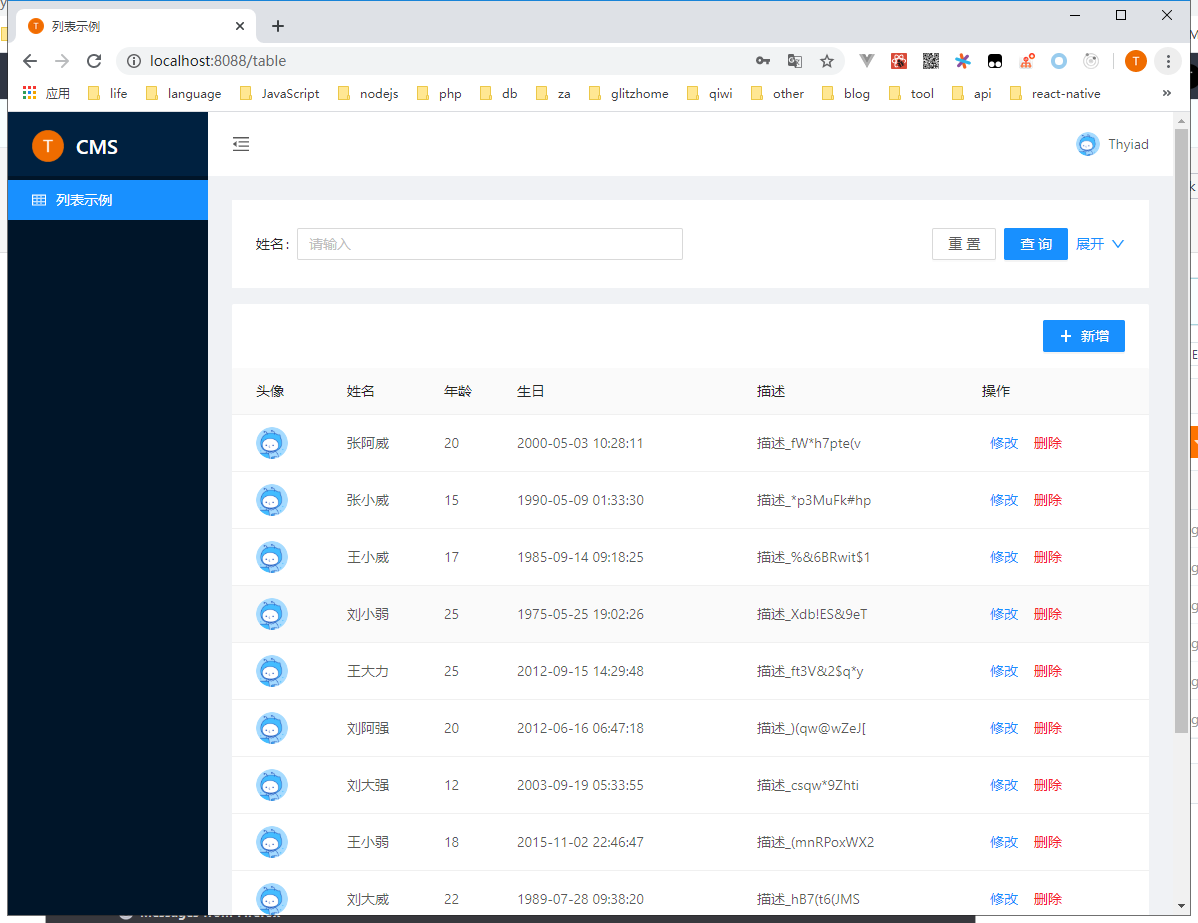 列表示例
localhost:8088/table
T
应用 life language JavaScript nodejs php db za glitzhome qiwi other blog tool api react-native »
T CMS
Thyiad
列表示例
姓名: 请输入 重 置 查 询 展开
+ 新增
头像 姓名 年龄 生日 描述 操作
张阿威 20 2000-05-03 10:28:11 描述_fW*h7pte(v 修改 删除
张小威 15 1990-05-09 01:33:30 描述_*p3MuFk#hp 修改 删除
王小威 17 1985-09-14 09:18:25 描述_%&6BRwit$1 修改 删除
刘小弱 25 1975-05-25 19:02:26 描述_Xdb!ES&9eT 修改 删除
王大力 25 2012-09-15 14:29:48 描述_ft3V&2$q*y 修改 删除
刘阿强 20 2012-06-16 06:47:18 描述_)(qw@wZeJ[ 修改 删除
刘大强 12 2003-09-19 05:33:55 描述_csqw*9Zhti 修改 删除
王小弱 18 2015-11-02 22:46:47 描述_(mnRPoxWX2 修改 删除
刘大威 22 1989-07-28 09:38:20 描述_hB7(t6(JMS 修改 删除